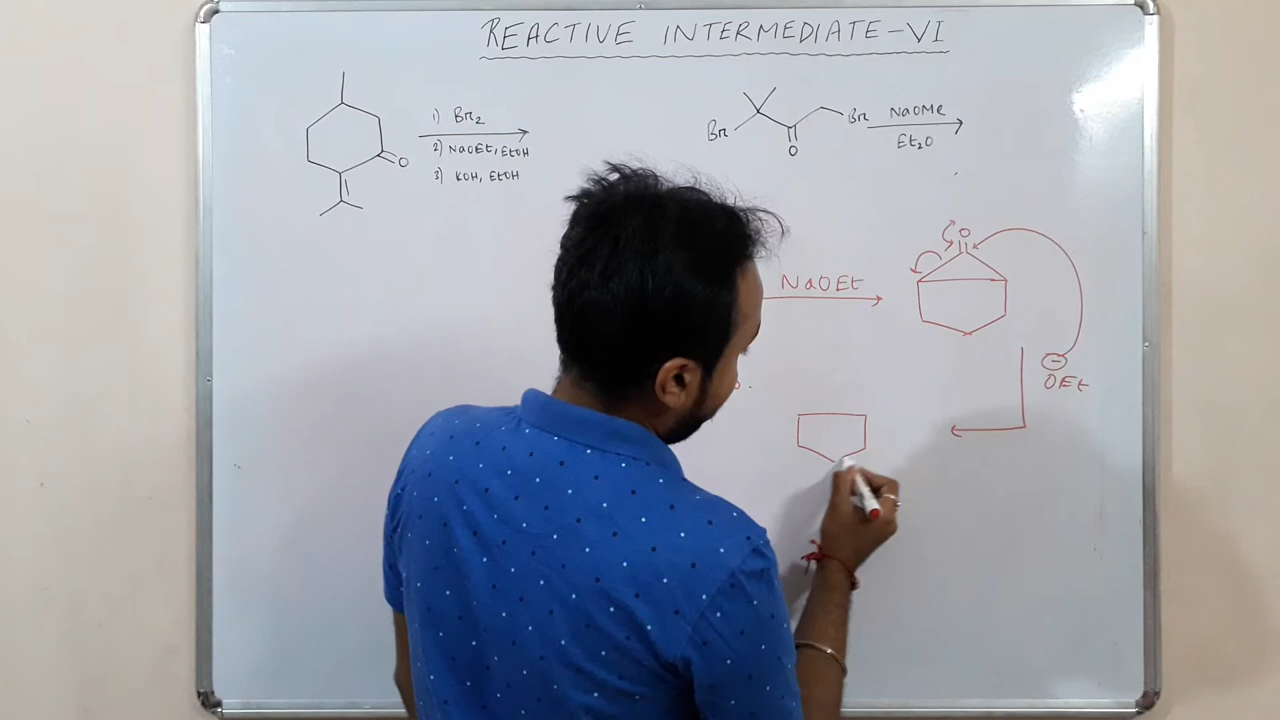 REACTIVE INTERMEDIATE-VI
1) Br2
2) NaOEt, EtOH
3) KOH, EtOH
O
Br
O
Br
NaOMe
Et2O
NaOEt
O
⊖
OEt